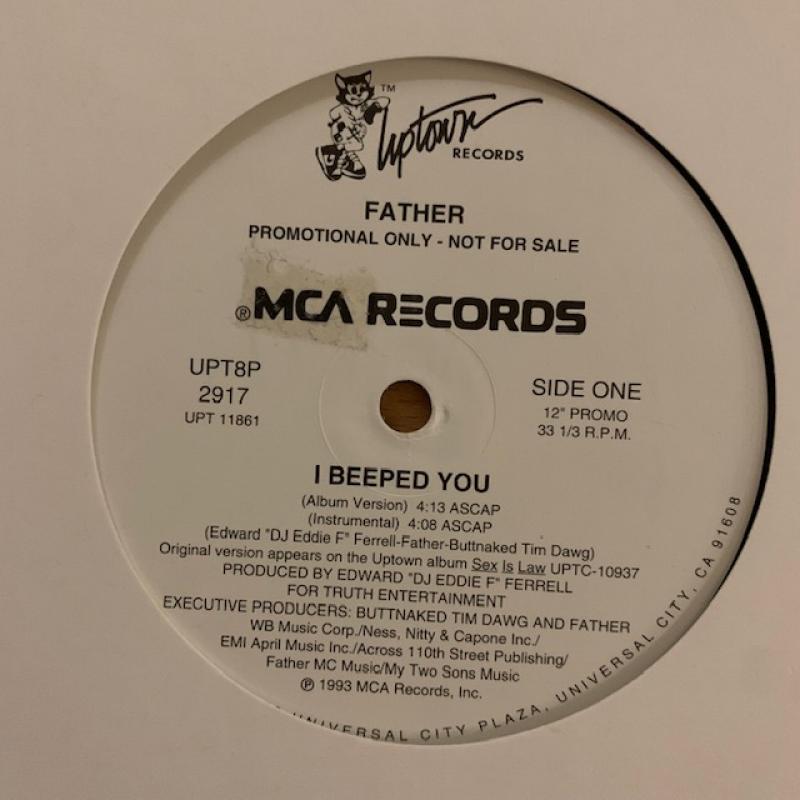 TM
Uptown
RECORDS
FATHER
PROMOTIONAL ONLY - NOT FOR SALE
® MCA RECORDS
UPT8P
2917
UPT 11861
SIDE ONE
12" PROMO
33 1/3 R.P.M.
I BEEPED YOU
(Album Version) 4:13 ASCAP
(Instrumental) 4:08 ASCAP
(Edward "DJ Eddie F" Ferrell-Father-Buttnaked Tim Dawg)
Original version appears on the Uptown album Sex Is Law UPTC-10937
PRODUCED BY EDWARD "DJ EDDIE F" FERRELL
FOR TRUTH ENTERTAINMENT
EXECUTIVE PRODUCERS: BUTTNAKED TIM DAWG AND FATHER
WB Music Corp./Ness, Nitty & Capone Inc./
EMI April Music Inc./Across 110th Street Publishing/
Father MC Music/My Two Sons Music
℗ 1993 MCA Records, Inc.
UNIVERSAL CITY PLAZA, UNIVERSAL CITY, CA 91608